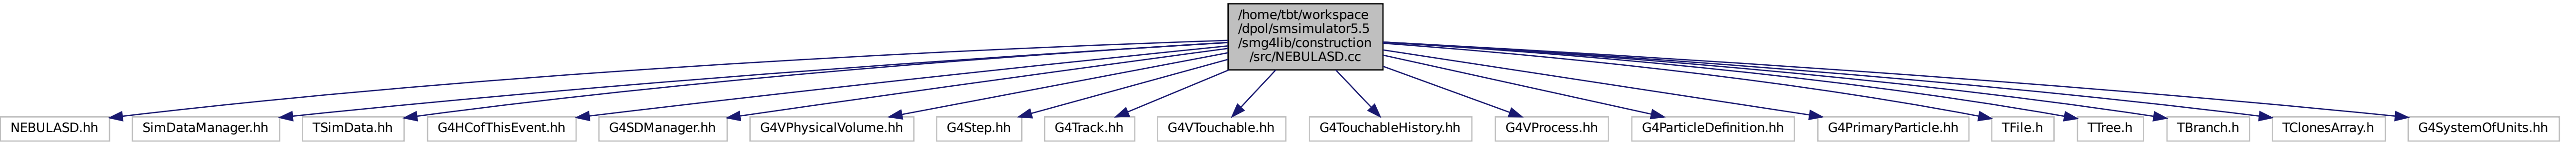 /home/tbt/workspace
/dpol/smsimulator5.5
/smg4lib/construction
/src/NEBULASD.cc
NEBULASD.hh
SimDataManager.hh
TSimData.hh
G4HCofThisEvent.hh
G4SDManager.hh
G4VPhysicalVolume.hh
G4Step.hh
G4Track.hh
G4VTouchable.hh
G4TouchableHistory.hh
G4VProcess.hh
G4ParticleDefinition.hh
G4PrimaryParticle.hh
TFile.h
TTree.h
TBranch.h
TClonesArray.h
G4SystemOfUnits.hh